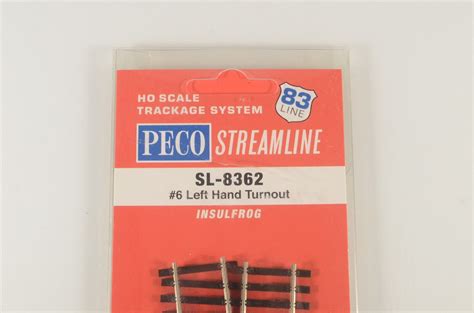 HO SCALE
TRACKAGE SYSTEM
83
LINE
PECO STREAMLINE
SL-8362
#6 Left Hand Turnout
INSULFROG